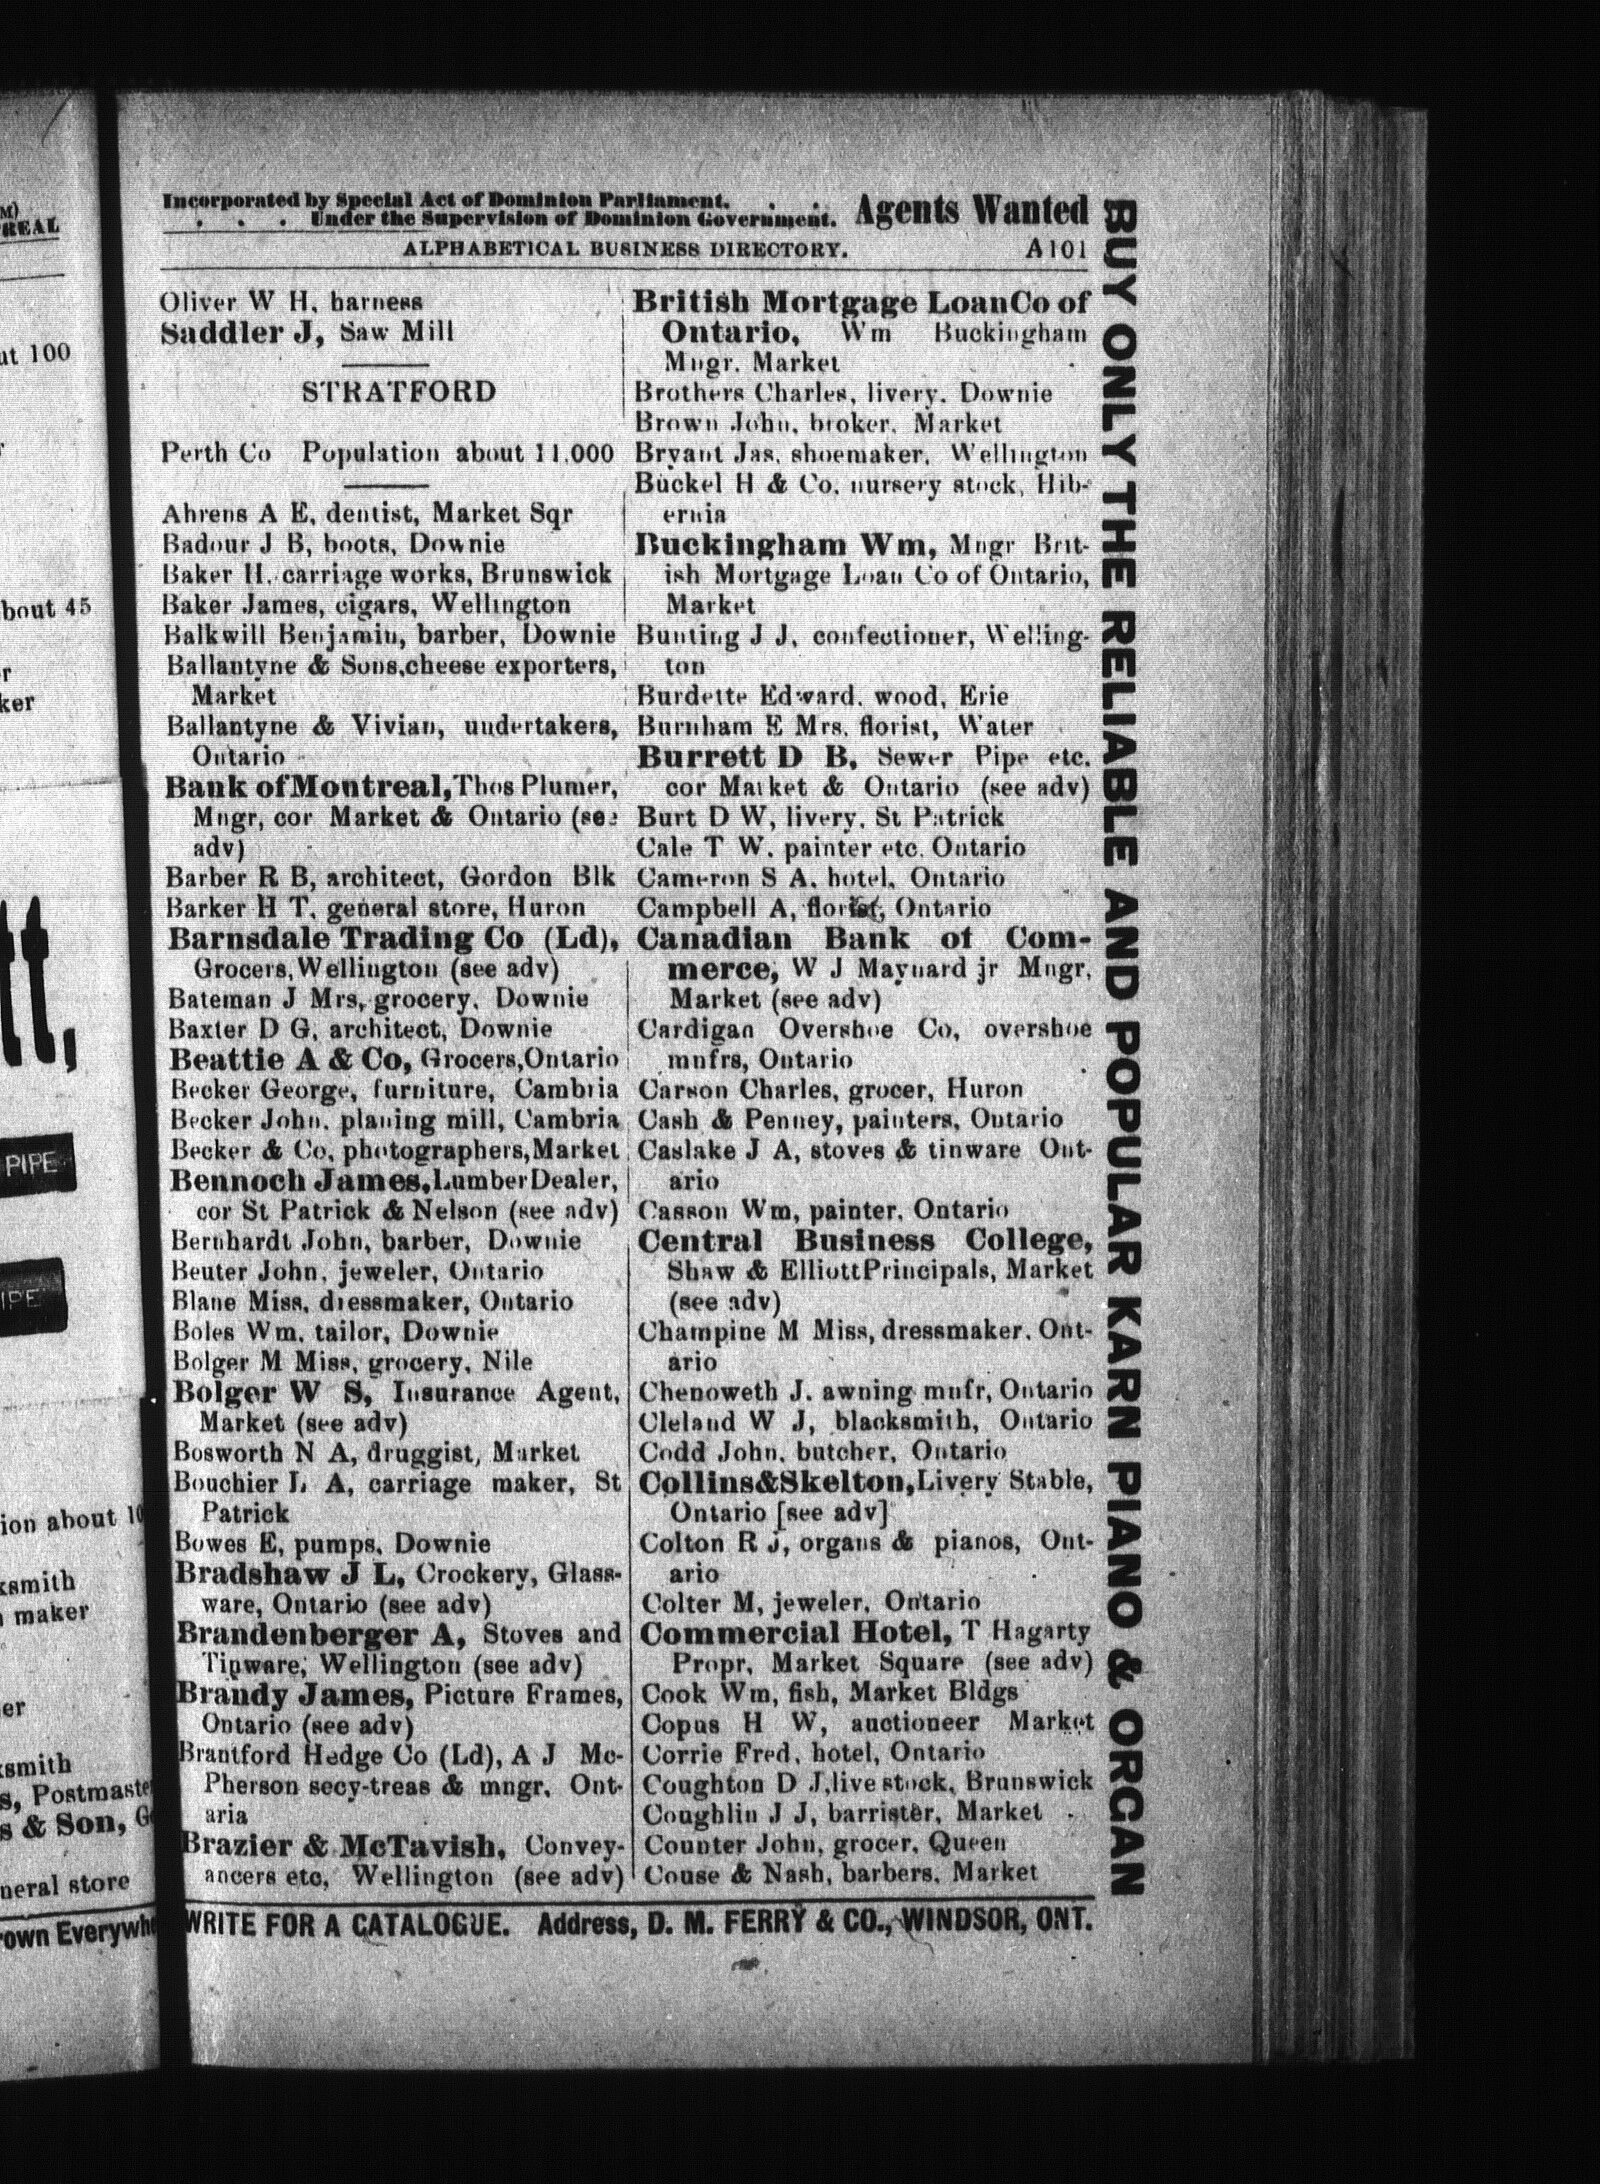 Incorporated by Special Act of Dominion Parliament. . .
. . . Under the Supervision of Dominion Government. Agents Wanted
ALPHABETICAL BUSINESS DIRECTORY. A101
Oliver W H, harness
Saddler J, Saw Mill
STRATFORD
Perth Co Population about 11,000
Ahrens A E, dentist, Market Sqr
Badour J B, boots, Downie
Baker H, carriage works, Brunswick
Baker James, cigars, Wellington
Balkwill Benjamin, barber, Downie
Ballantyne & Sons, cheese exporters,
Market
Ballantyne & Vivian, undertakers,
Ontario
Bank of Montreal, Thos Plumer,
Mngr, cor Market & Ontario (see
adv)
Barber R B, architect, Gordon Blk
Barker H T, general store, Huron
Barnsdale Trading Co (Ld),
Grocers, Wellington (see adv)
Bateman J Mrs, grocery, Downie
Baxter D G, architect, Downie
Beattie A & Co, Grocers, Ontario
Becker George, furniture, Cambria
Becker John, planing mill, Cambria
Becker & Co, photographers, Market
Bennoch James, Lumber Dealer,
cor St Patrick & Nelson (see adv)
Bernhardt John, barber, Downie
Beuter John, jeweler, Ontario
Blane Miss, dressmaker, Ontario
Boles Wm, tailor, Downie
Bolger M Miss, grocery, Nile
Bolger W S, Insurance Agent,
Market (see adv)
Bosworth N A, druggist, Market
Bouchier L A, carriage maker, St
Patrick
Bowes E, pumps, Downie
Bradshaw J L, Crockery, Glass-
ware, Ontario (see adv)
Brandenberger A, Stoves and
Tinware, Wellington (see adv)
Brandy James, Picture Frames,
Ontario (see adv)
Brantford Hedge Co (Ld), A J Mc-
Pherson secy-treas & mngr, Ont-
aria
Brazier & McTavish, Convey-
ancers etc, Wellington (see adv)
British Mortgage Loan Co of
Ontario, Wm Buckingham
Mngr, Market
Brothers Charles, livery, Downie
Brown John, broker, Market
Bryant Jas, shoemaker, Wellington
Buckel H & Co, nursery stock, Hib-
ernia
Buckingham Wm, Mngr Brit-
ish Mortgage Loan Co of Ontario,
Market
Bunting J J, confectioner, Welling-
ton
Burdette Edward, wood, Erie
Burnham E Mrs, florist, Water
Burrett D B, Sewer Pipe etc,
cor Market & Ontario (see adv)
Burt D W, livery, St Patrick
Cale T W, painter etc, Ontario
Cameron S A, hotel, Ontario
Campbell A, florist, Ontario
Canadian Bank of Com-
merce, W J Maynard jr Mngr,
Market (see adv)
Cardigan Overshoe Co, overshoe
mnfrs, Ontario
Carson Charles, grocer, Huron
Cash & Penney, painters, Ontario
Caslake J A, stoves & tinware Ont-
ario
Casson Wm, painter, Ontario
Central Business College,
Shaw & Elliott Principals, Market
(see adv)
Champine M Miss, dressmaker, Ont-
ario
Chenoweth J, awning mnfr, Ontario
Cleland W J, blacksmith, Ontario
Codd John, butcher, Ontario
Collins & Skelton, Livery Stable,
Ontario [see adv]
Colton R J, organs & pianos, Ont-
ario
Colter M, jeweler, Ontario
Commercial Hotel, T Hagarty
Propr, Market Square (see adv)
Cook Wm, fish, Market Bldgs
Copus H W, auctioneer Market
Corrie Fred, hotel, Ontario
Coughton D J, live stock, Brunswick
Coughlin J J, barrister, Market
Counter John, grocer, Queen
Couse & Nash, barbers, Market
WRITE FOR A CATALOGUE. Address, D. M. FERRY & CO., WINDSOR, ONT.
BUY ONLY THE RELIABLE AND POPULAR KARN PIANO & ORGAN
100
about 45
PIPE
ion about
maker
Postmaster
& Son,
store
Everywhere